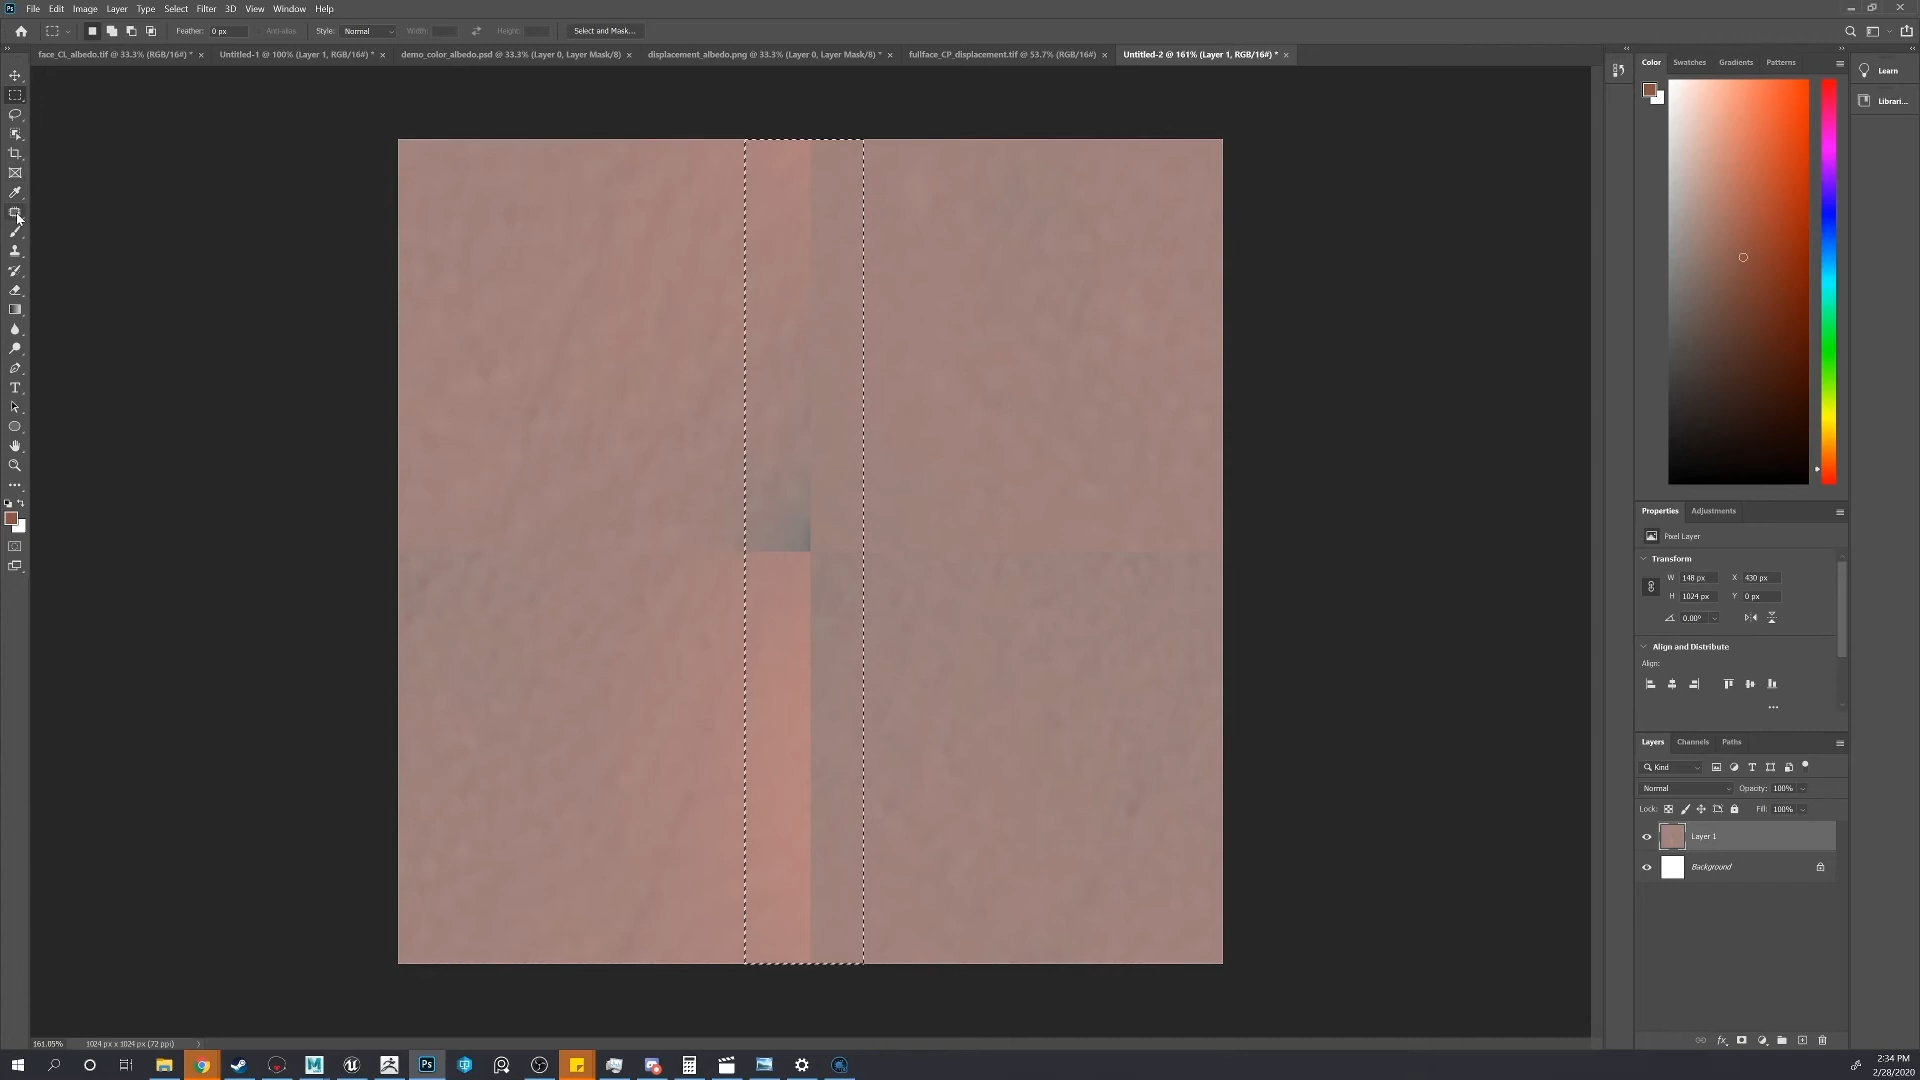 Ps File Edit Image Layer Type Select Filter 3D View Window Help
Feather: 0 px Anti-alias Style: Normal Width: Height: Select and Mask...
face_CL_albedo.tif @ 33.3% (RGB/16#) * × Untitled-1 @ 100% (Layer 1, RGB/16#) * × demo_color_albedo.psd @ 33.3% (Layer 0, Layer Mask/8) × displacement_albedo.png @ 33.3% (Layer 0, Layer Mask/8) * × fullface_CP_displacement.tif @ 53.7% (RGB/16#) × Untitled-2 @ 161% (Layer 1, RGB/16#) * ×
Color Swatches Gradients Patterns
Learn
Librari...
Properties Adjustments
Pixel Layer
Transform
W 148 px X 430 px
H 1024 px Y 0 px
0.00°
Align and Distribute
Align:
Layers Channels Paths
Kind
Normal Opacity: 100%
Lock: Fill: 100%
Layer 1
Background
fx
161.05% 1024 px x 1024 px (72 ppi)
Ps
2:34 PM
2/28/2020